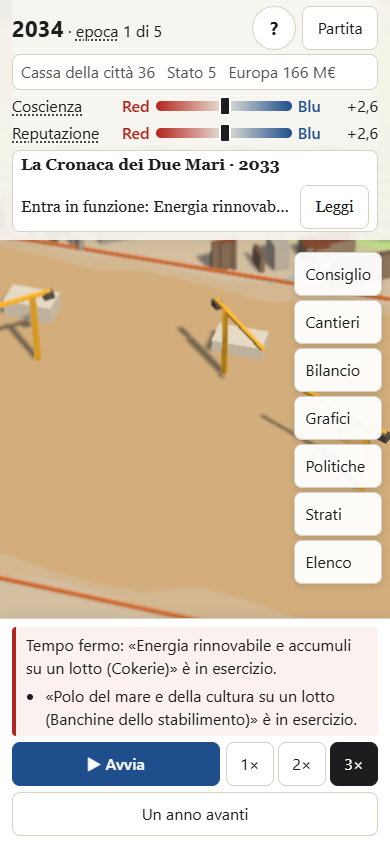 2034 · epoca 1 di 5
?
Partita
Cassa della città 36 Stato 5 Europa 166 M€
Coscienza Red Blu +2,6
Reputazione Red Blu +2,6
La Cronaca dei Due Mari · 2033
Entra in funzione: Energia rinnovab...
Leggi
Consiglio
Cantieri
Bilancio
Grafici
Politiche
Strati
Elenco
Tempo fermo: «Energia rinnovabile e accumuli
su un lotto (Cokerie)» è in esercizio.
• «Polo del mare e della cultura su un lotto
(Banchine dello stabilimento)» è in esercizio.
▶ Avvia
1×
2×
3×
Un anno avanti